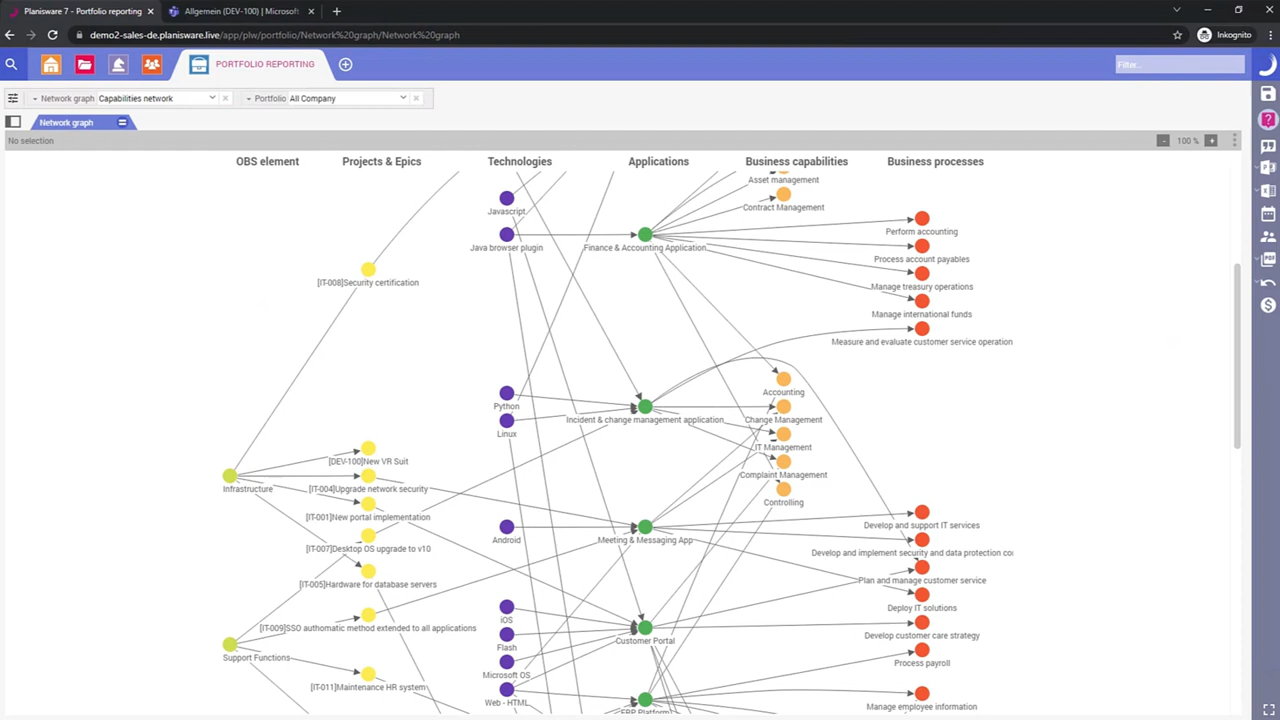 Planisware 7 - Portfolio reporting
Allgemein (DEV-100) | Microsoft
demo2-sales-de.planisware.live/app/plw/portfolio/Network%20graph/Network%20graph
Inkognito
PORTFOLIO REPORTING
Filter...
Network graph Capabilities network
Portfolio All Company
Network graph
No selection
100 %
OBS element
Projects & Epics
Technologies
Applications
Business capabilities
Business processes
Asset management
Contract Management
Javascript
Java browser plugin
Finance & Accounting Application
Perform accounting
Process account payables
[IT-008]Security certification
Manage treasury operations
Manage international funds
Measure and evaluate customer service operation
Accounting
Python
Incident & change management application
Change Management
Linux
IT Management
[DEV-100]New VR Suit
Complaint Management
Infrastructure
[IT-004]Upgrade network security
Controlling
[IT-001]New portal implementation
Develop and support IT services
Android
Meeting & Messaging App
[IT-007]Desktop OS upgrade to v10
Develop and implement security and data protection co
[IT-005]Hardware for database servers
Plan and manage customer service
Deploy IT solutions
iOS
[IT-009]SSO authomatic method extended to all applications
Customer Portal
Develop customer care strategy
Flash
Support Functions
Process payroll
Microsoft OS
[IT-011]Maintenance HR system
Web - HTML
ERP Platform
Manage employee information